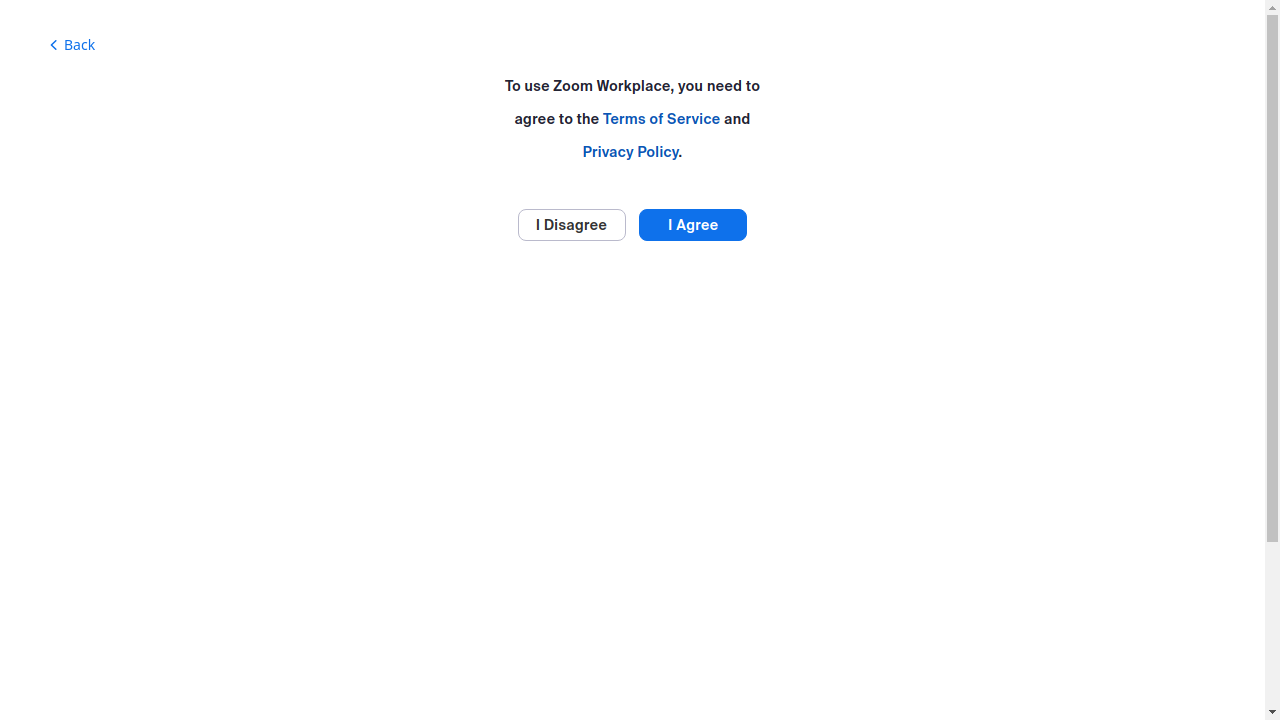 Back
To use Zoom Workplace, you need to
agree to the Terms of Service and
Privacy Policy.
I Disagree
I Agree